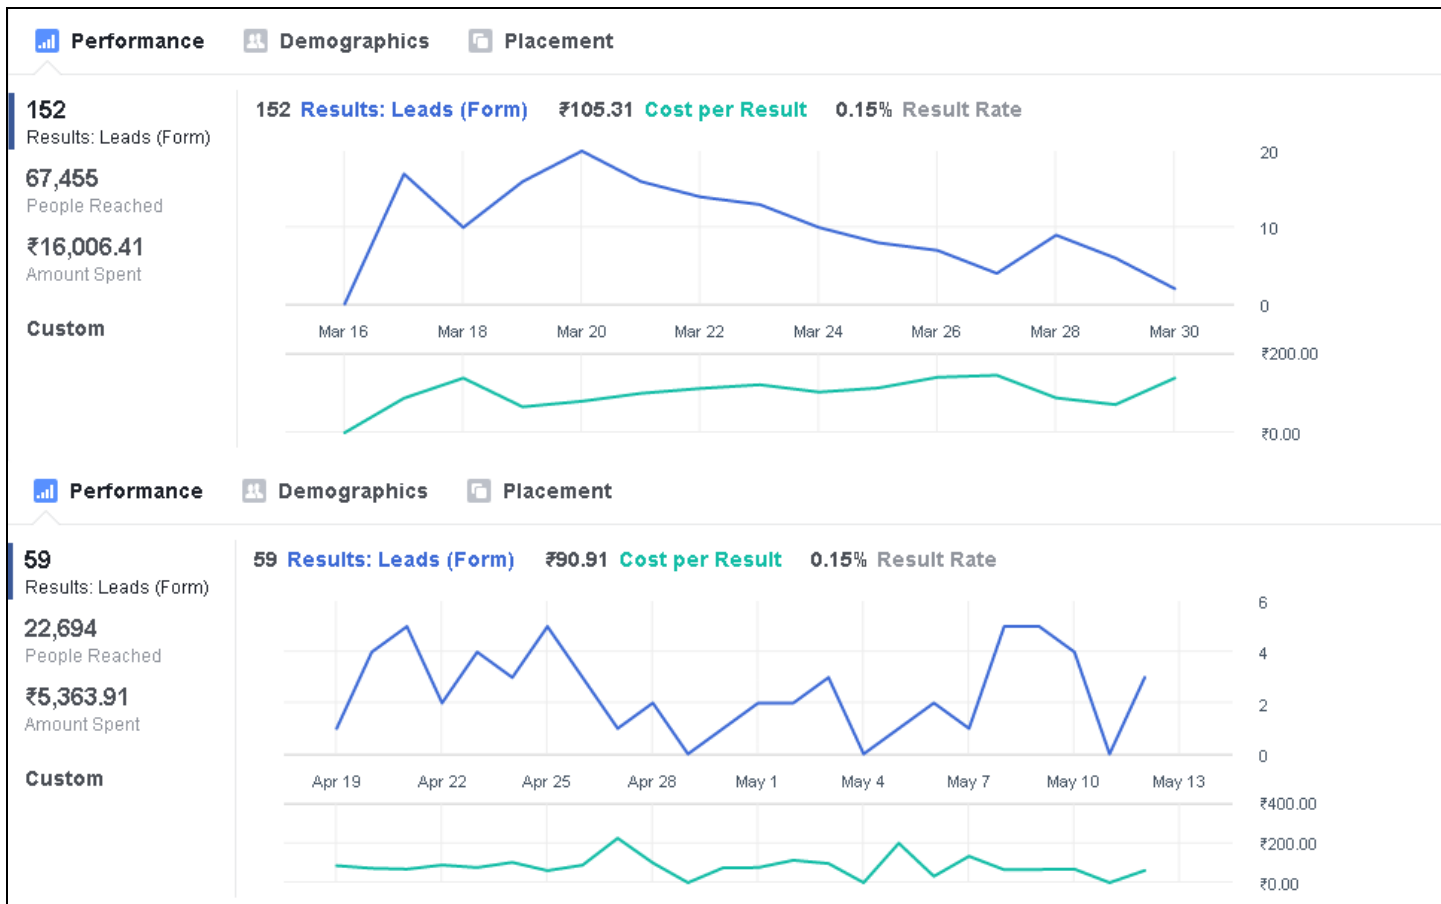 Performance Demographics Placement
152 152 Results: Leads (Form) ₹105.31 Cost per Result 0.15% Result Rate
Results: Leads (Form)
67,455
People Reached
₹16,006.41
Amount Spent
Custom
20
10
0
Mar 16 Mar 18 Mar 20 Mar 22 Mar 24 Mar 26 Mar 28 Mar 30
₹200.00
₹0.00
Performance Demographics Placement
59 59 Results: Leads (Form) ₹90.91 Cost per Result 0.15% Result Rate
Results: Leads (Form)
22,694
People Reached
₹5,363.91
Amount Spent
Custom
6
4
2
0
Apr 19 Apr 22 Apr 25 Apr 28 May 1 May 4 May 7 May 10 May 13
₹400.00
₹200.00
₹0.00